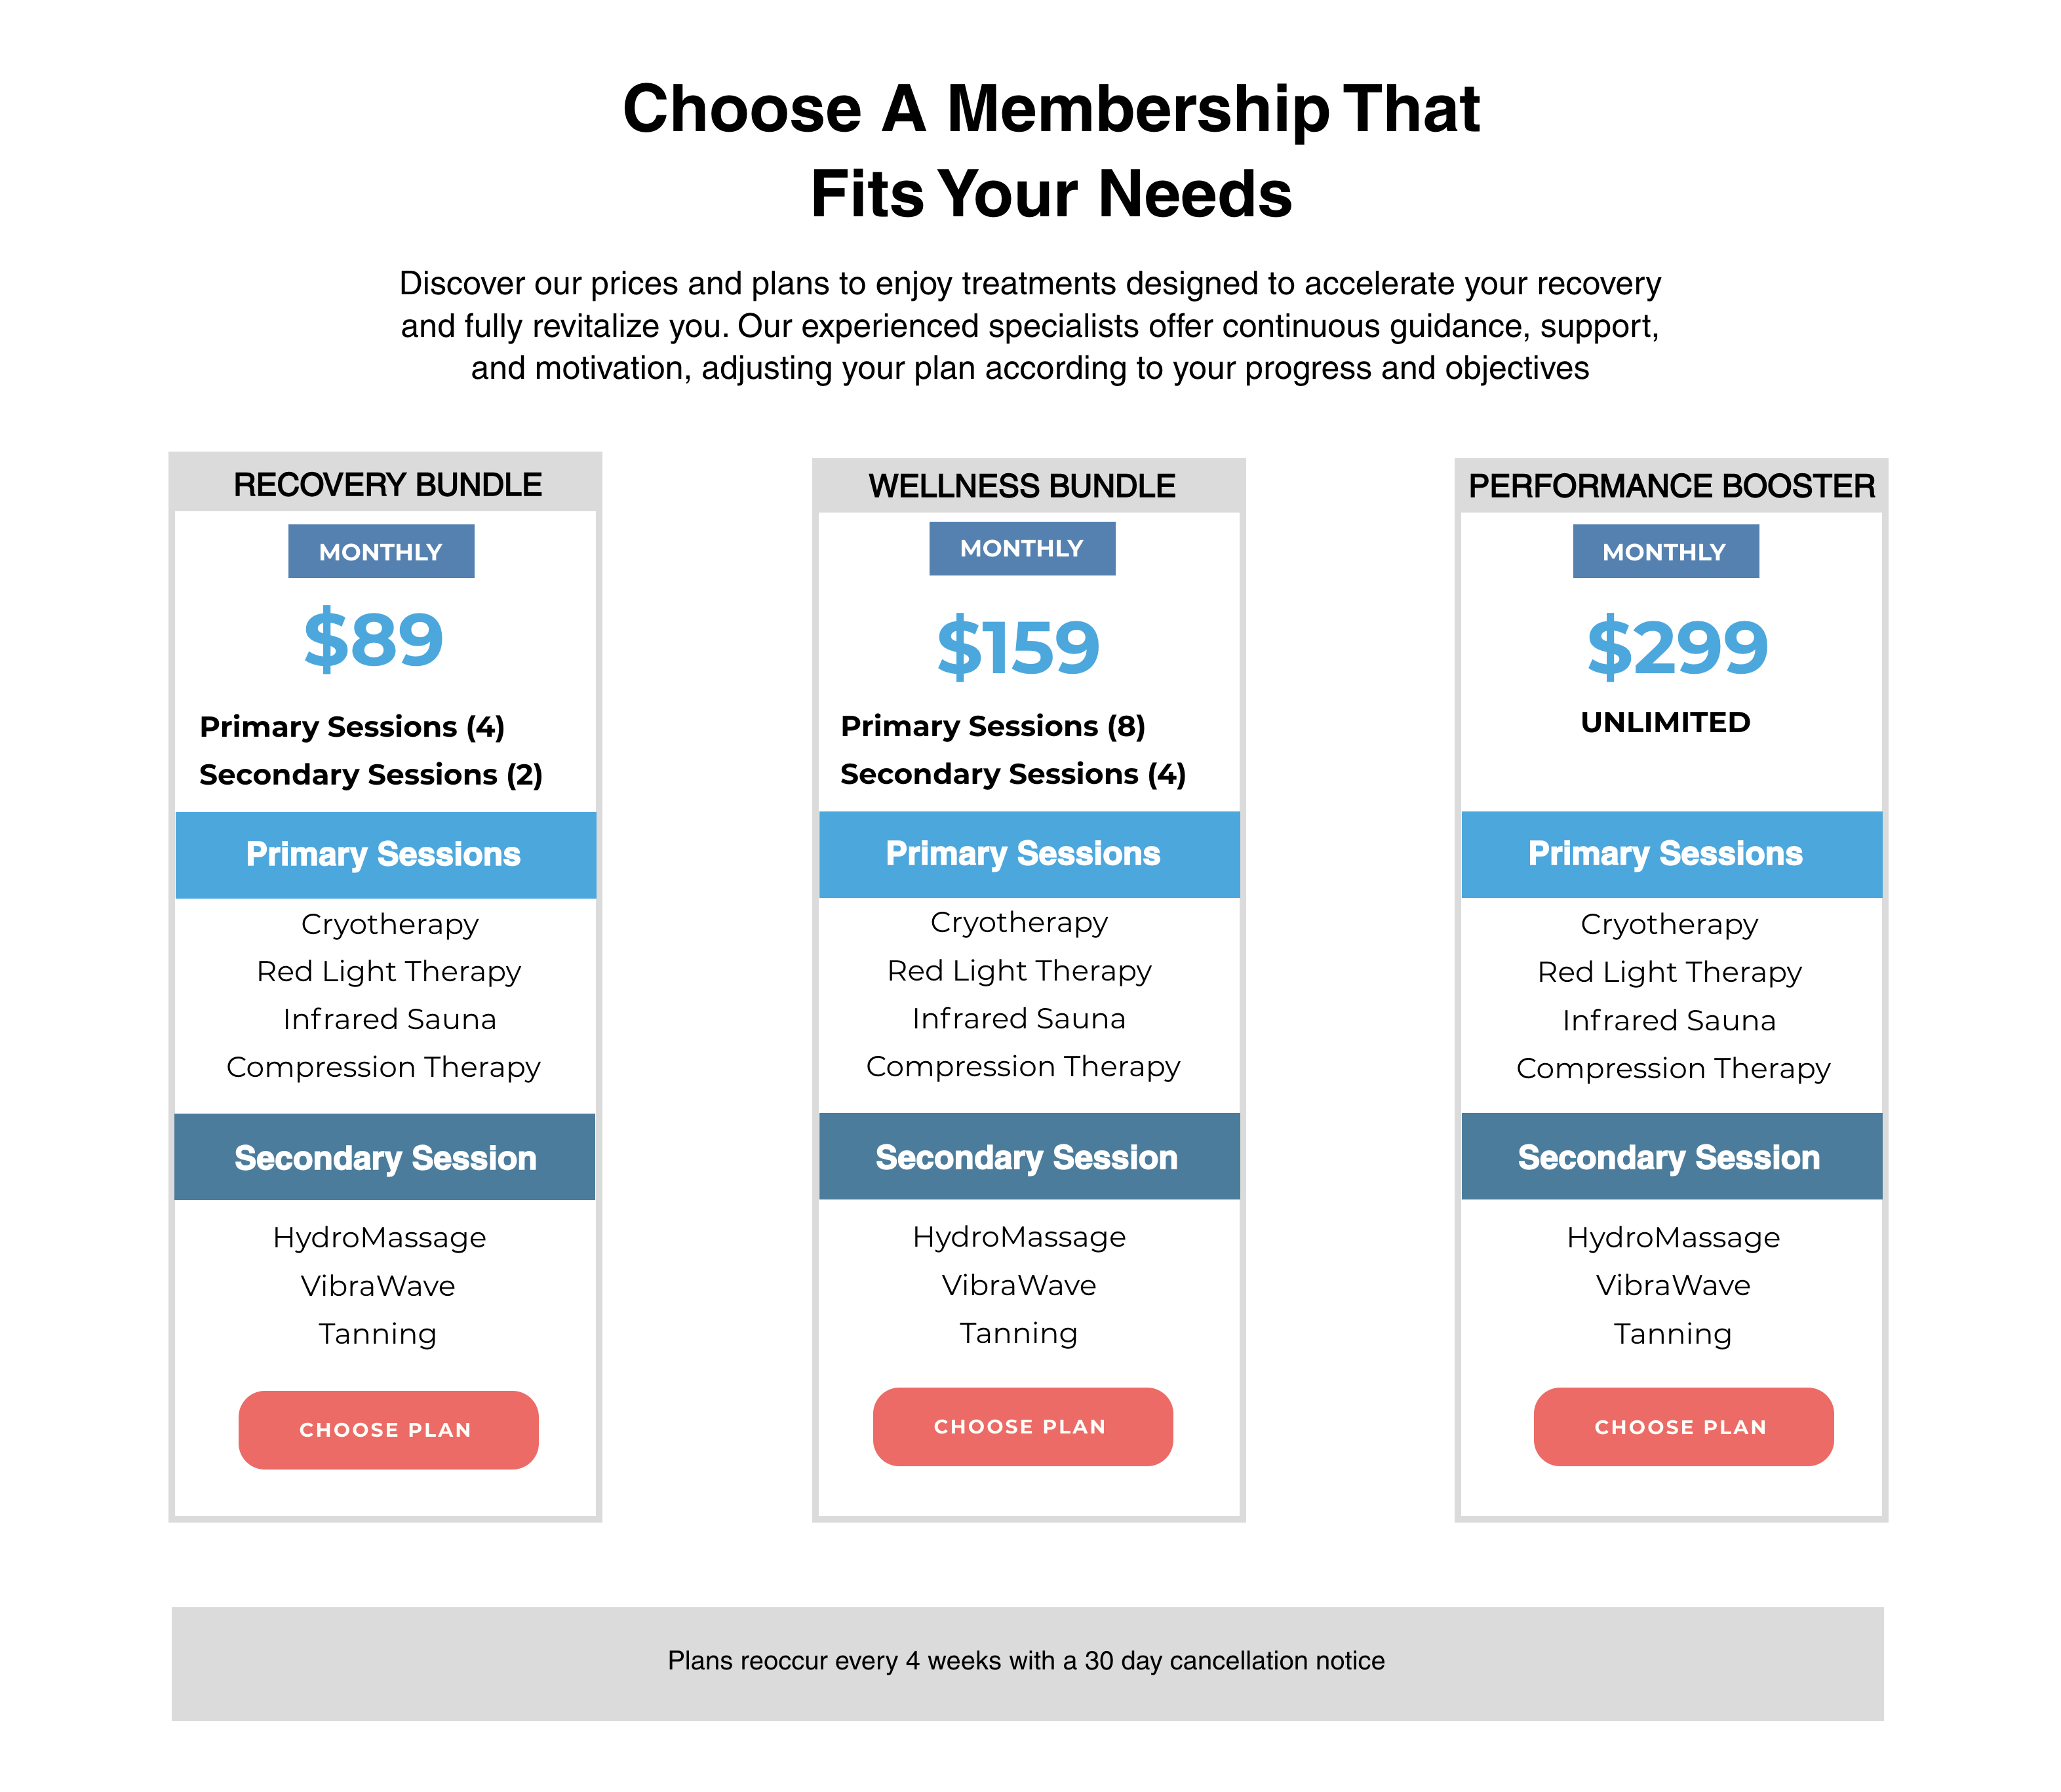 Choose A Membership That
Fits Your Needs
Discover our prices and plans to enjoy treatments designed to accelerate your recovery
and fully revitalize you. Our experienced specialists offer continuous guidance, support,
and motivation, adjusting your plan according to your progress and objectives
RECOVERY BUNDLE
MONTHLY
$89
Primary Sessions (4)
Secondary Sessions (2)
Primary Sessions
Cryotherapy
Red Light Therapy
Infrared Sauna
Compression Therapy
Secondary Session
HydroMassage
VibraWave
Tanning
CHOOSE PLAN
WELLNESS BUNDLE
MONTHLY
$159
Primary Sessions (8)
Secondary Sessions (4)
Primary Sessions
Cryotherapy
Red Light Therapy
Infrared Sauna
Compression Therapy
Secondary Session
HydroMassage
VibraWave
Tanning
CHOOSE PLAN
PERFORMANCE BOOSTER
MONTHLY
$299
UNLIMITED
Primary Sessions
Cryotherapy
Red Light Therapy
Infrared Sauna
Compression Therapy
Secondary Session
HydroMassage
VibraWave
Tanning
CHOOSE PLAN
Plans reoccur every 4 weeks with a 30 day cancellation notice